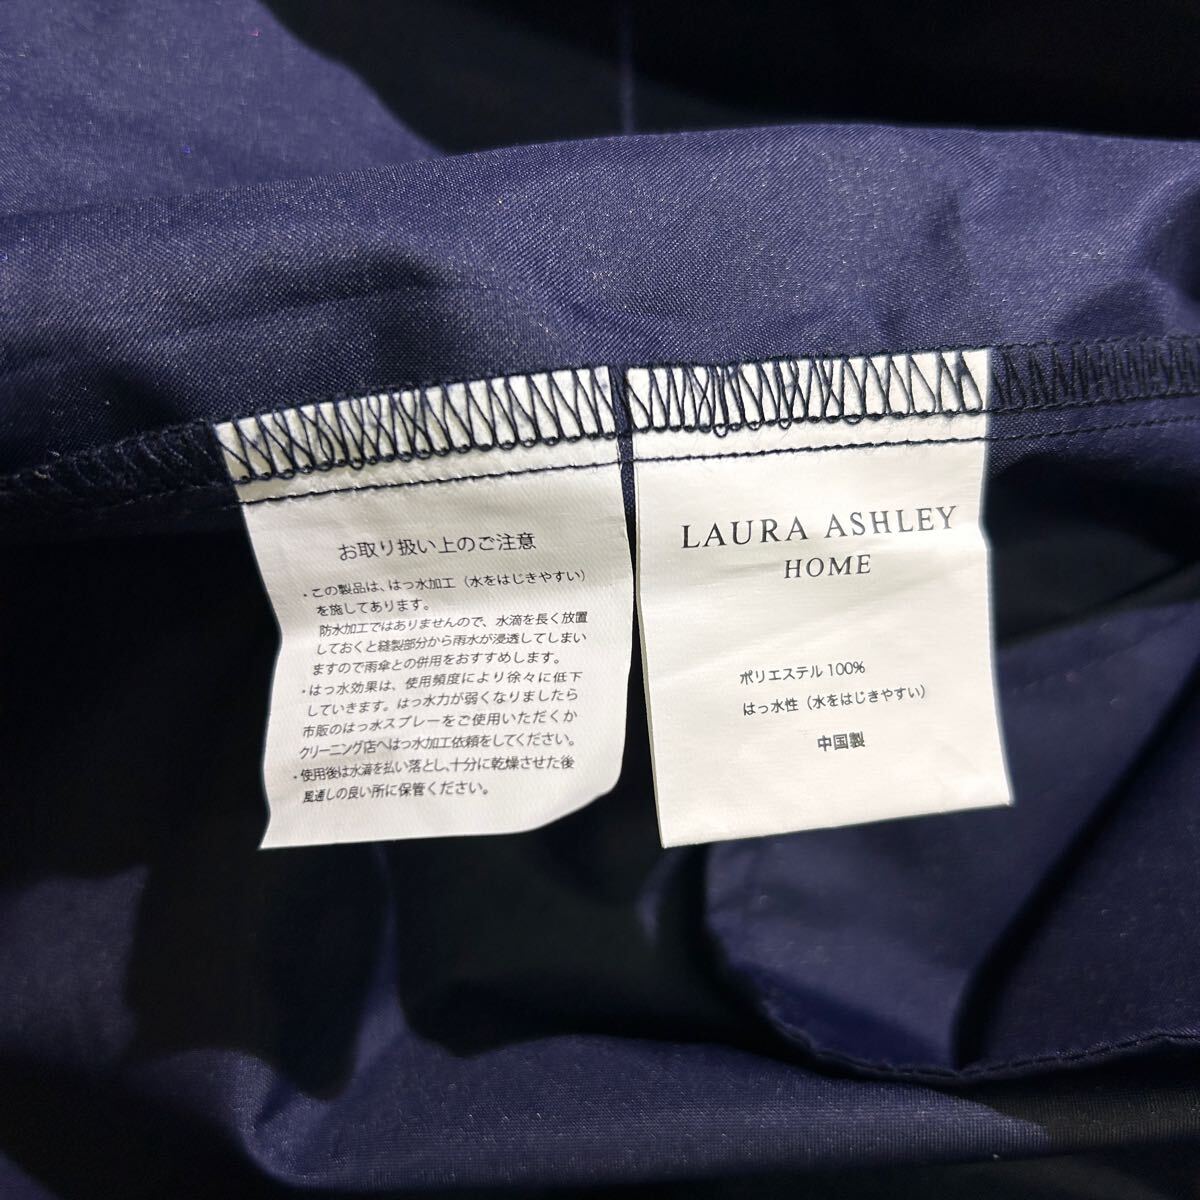 お取り扱い上のご注意
・この製品は、はっ水加工（水をはじきやすい）
を施してあります。
防水加工ではありませんので、水滴を長く放置
しておくと縫製部分から雨水が浸透してしまい
ますので雨傘との併用をおすすめします。
・はっ水効果は、使用頻度により徐々に低下
していきます。はっ水力が弱くなりましたら
市販のはっ水スプレーをご使用いただくか
クリーニング店へはっ水加工依頼をしてください。
・使用後は水滴を払い落とし、十分に乾燥させた後
風通しの良い所に保管ください。
LAURA ASHLEY
HOME
ポリエステル 100%
はっ水性（水をはじきやすい）
中国製